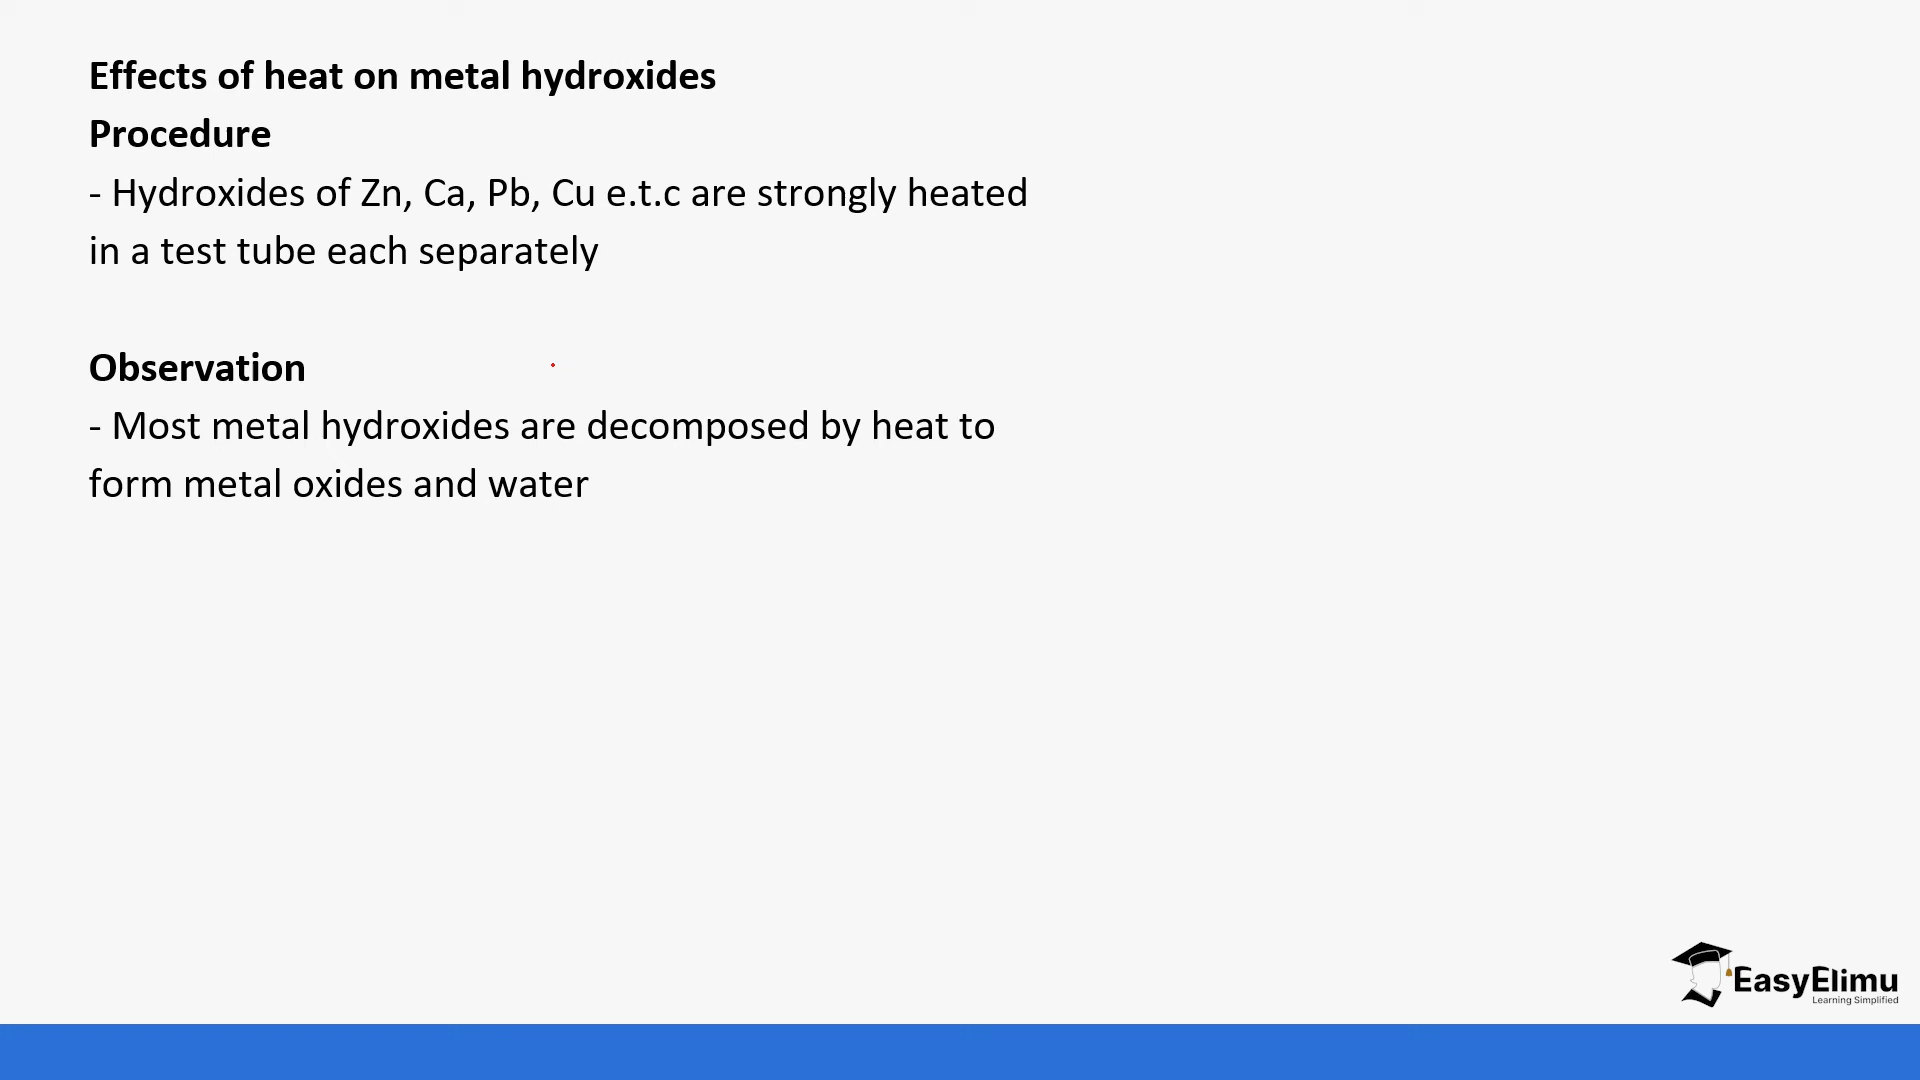 Effects of heat on metal hydroxides
Procedure
- Hydroxides of Zn, Ca, Pb, Cu e.t.c are strongly heated
in a test tube each separately
Observation
- Most metal hydroxides are decomposed by heat to
form metal oxides and water
EasyElimu
Learning Simplified